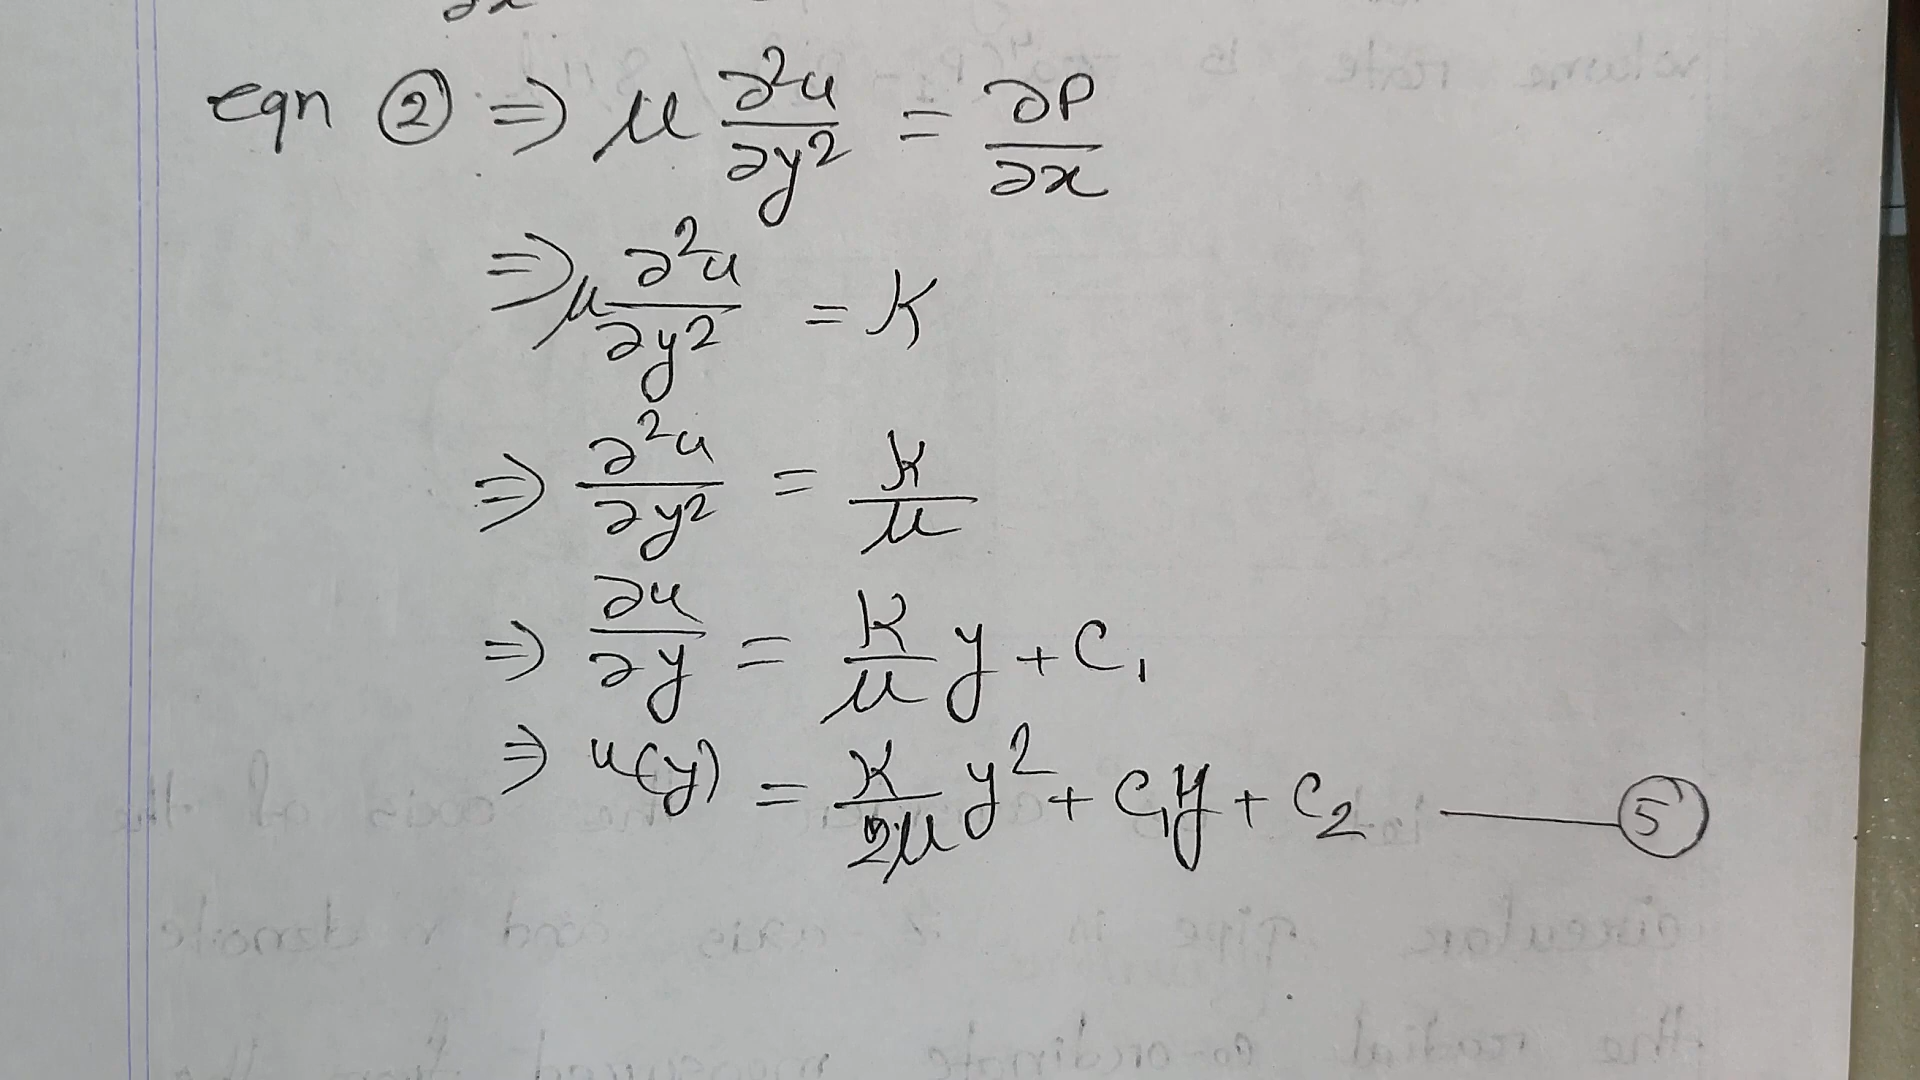 ∂x
eqn ② ⇒ μ ∂²u/∂y² = ∂P/∂x
⇒ μ ∂²u/∂y² = K
⇒ ∂²u/∂y² = K/μ
⇒ ∂u/∂y = K/μ y + C₁
⇒ u(y) = K/2μ y² + C₁y + C₂ —— ⑤